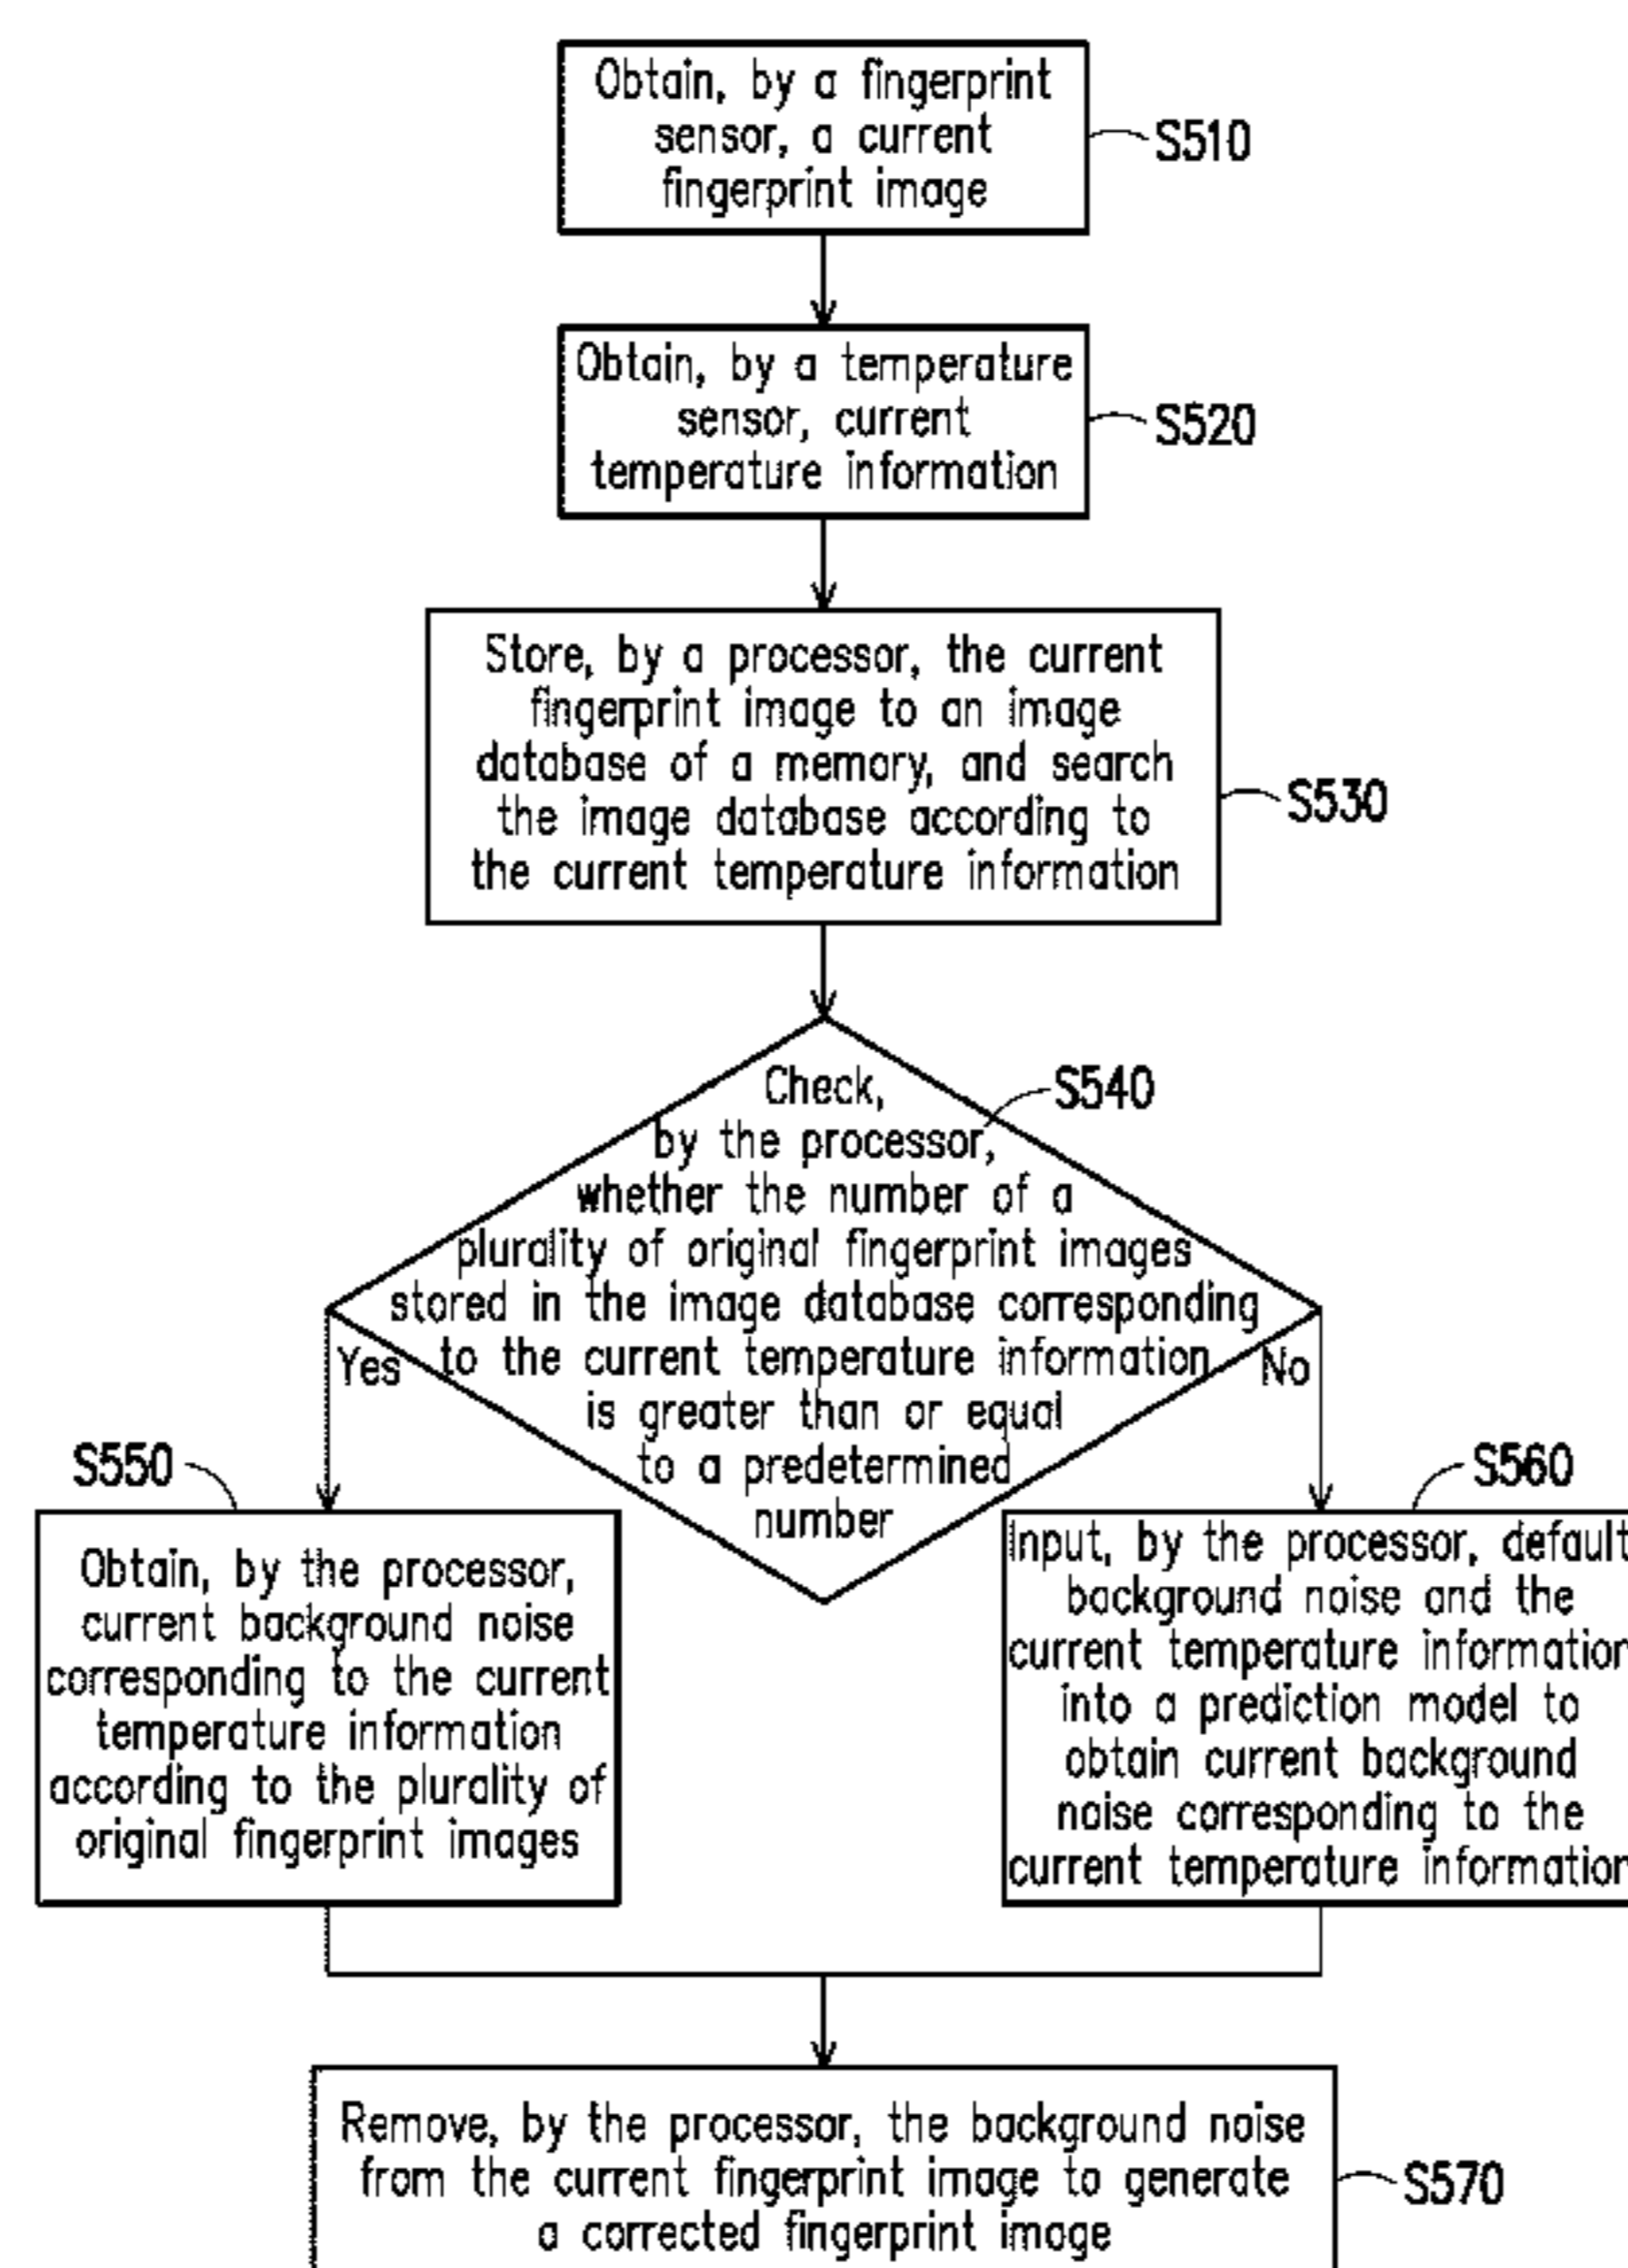 Obtain, by a fingerprint
sensor, a current
fingerprint image
S510
Obtain, by a temperature
sensor, current
temperature information
S520
Store, by a processor, the current
fingerprint image to an image
database of a memory, and search
the image database according to
the current temperature information
S530
Check,
by the processor,
whether the number of a
plurality of original fingerprint images
stored in the image database corresponding
to the current temperature information
is greater than or equal
to a predetermined
number
S540
Yes
No
S550
Obtain, by the processor,
current background noise
corresponding to the current
temperature information
according to the plurality of
original fingerprint images
S560
Input, by the processor, default
background noise and the
current temperature information
into a prediction model to
obtain current background
noise corresponding to the
current temperature information
Remove, by the processor, the background noise
from the current fingerprint image to generate
a corrected fingerprint image
S570